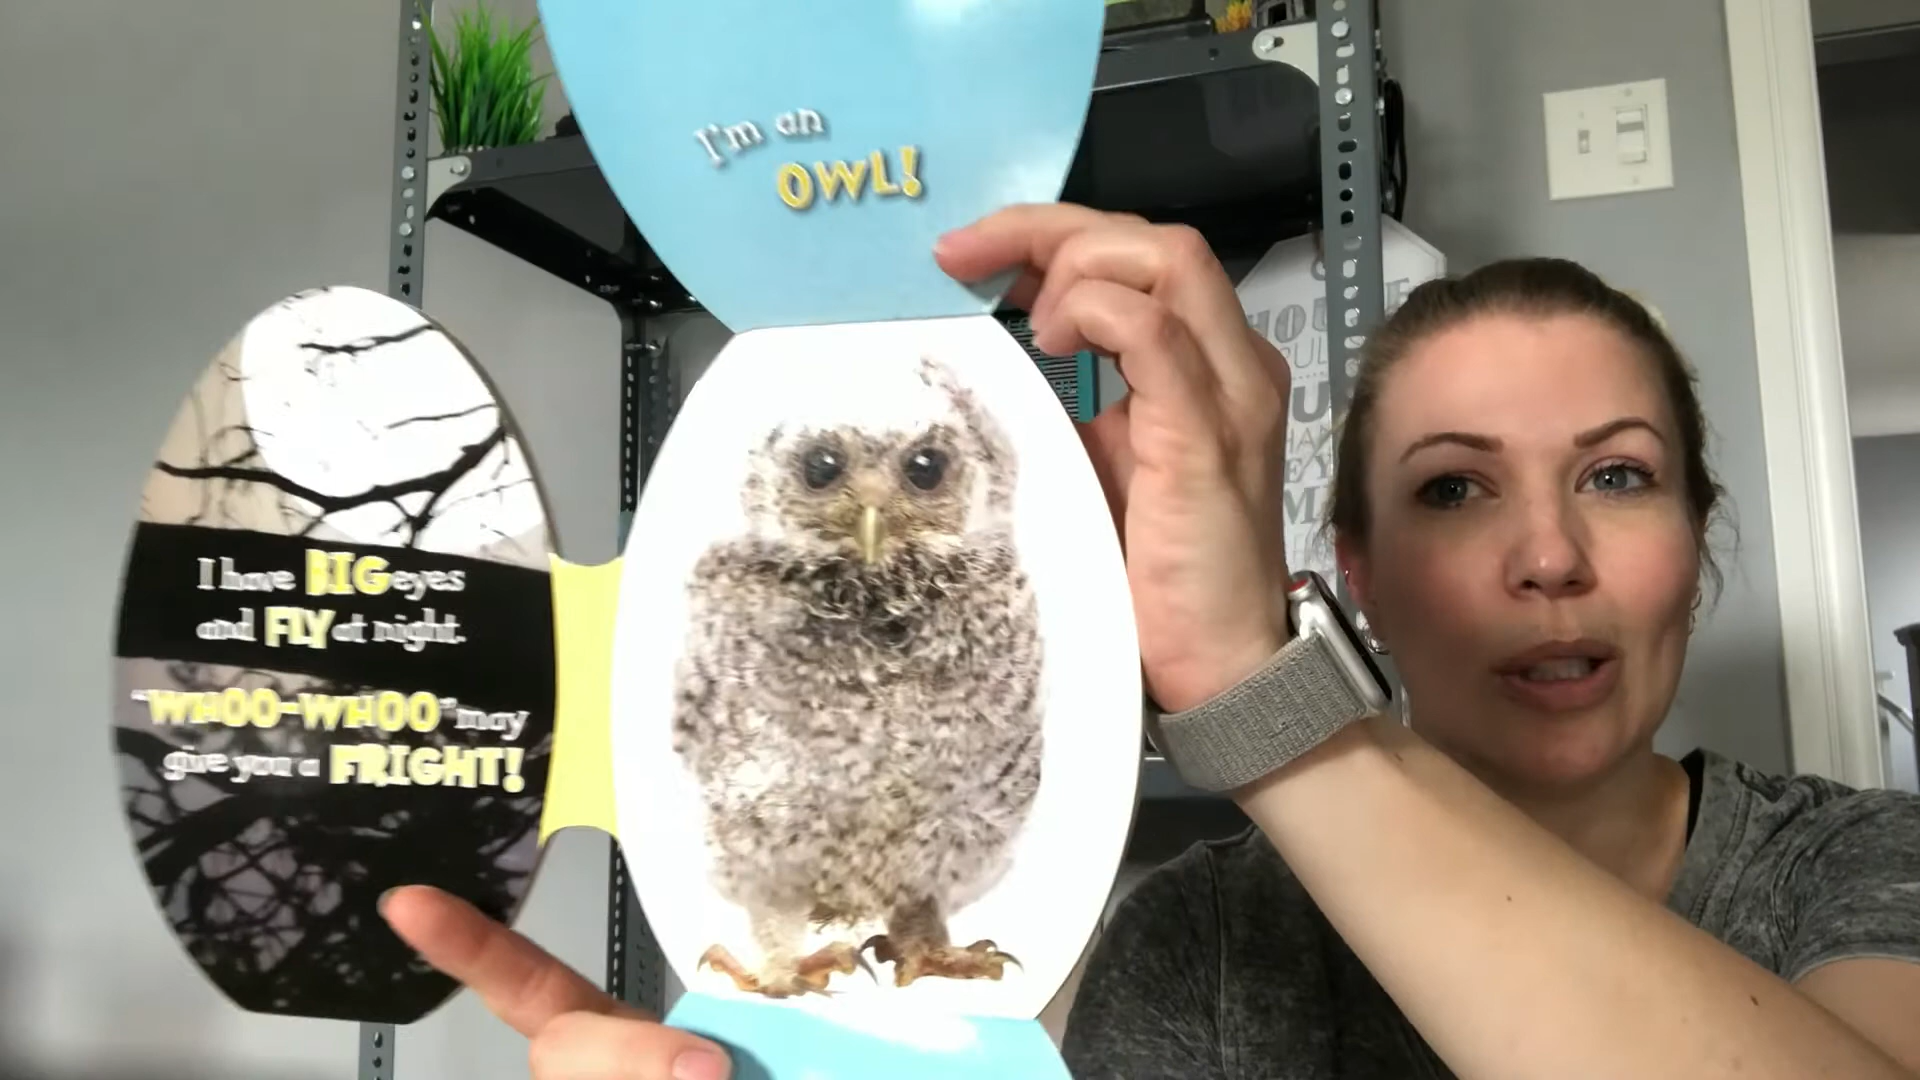 I'm an
OWL!
I have BIG eyes
and FLY at night.
"WHOO-WHOO" may
give you a FRIGHT!